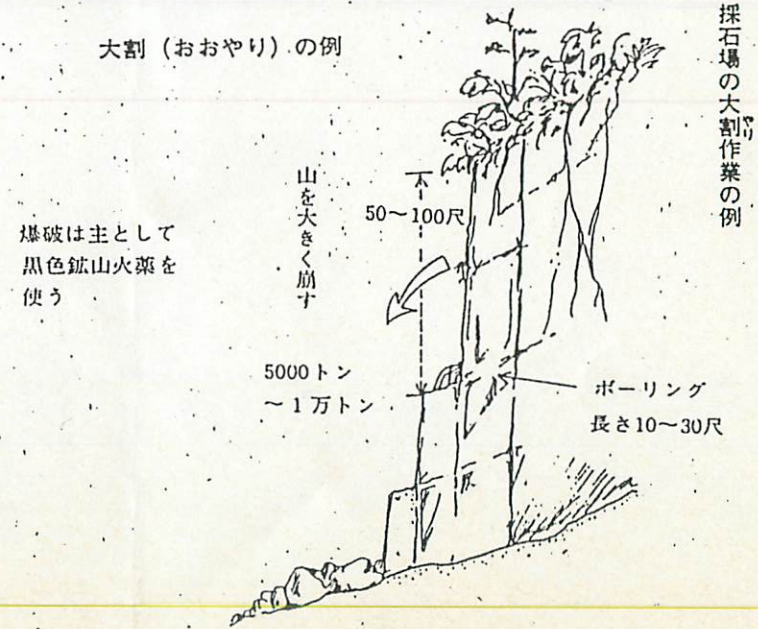 採石場の大割作業の例
やり
大割（おおやり）の例
山を大きく崩す
50～100尺
爆破は主として
黒色鉱山火薬を
使う
5000トン
～1万トン
ボーリング
長さ10～30尺